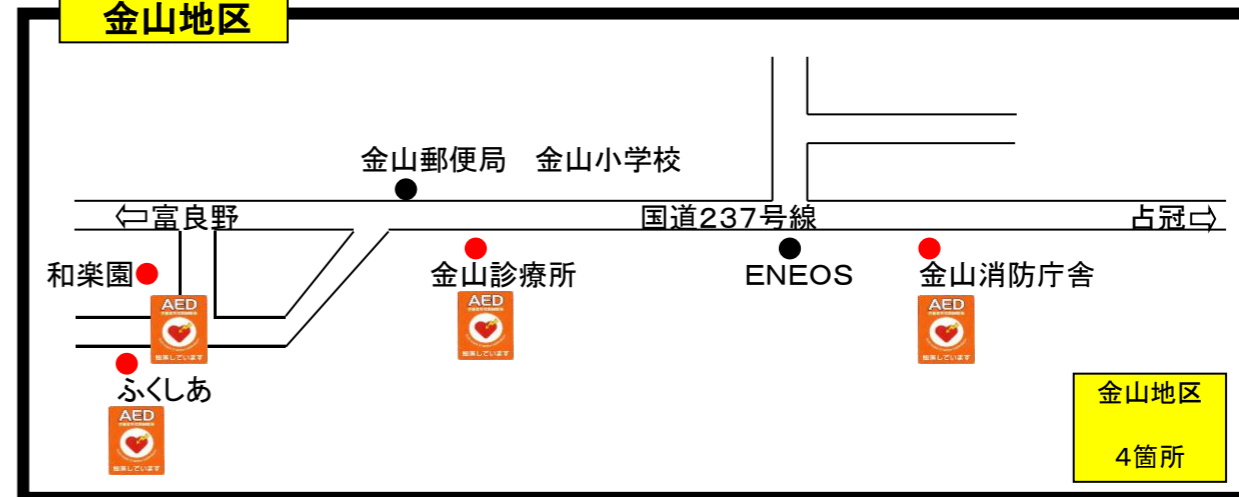 金山地区
金山郵便局　金山小学校
⇦富良野
国道237号線
占冠⇨
和楽園
金山診療所
ENEOS
金山消防庁舎
AED
AED
AED
ふくしあ
AED
金山地区
4箇所